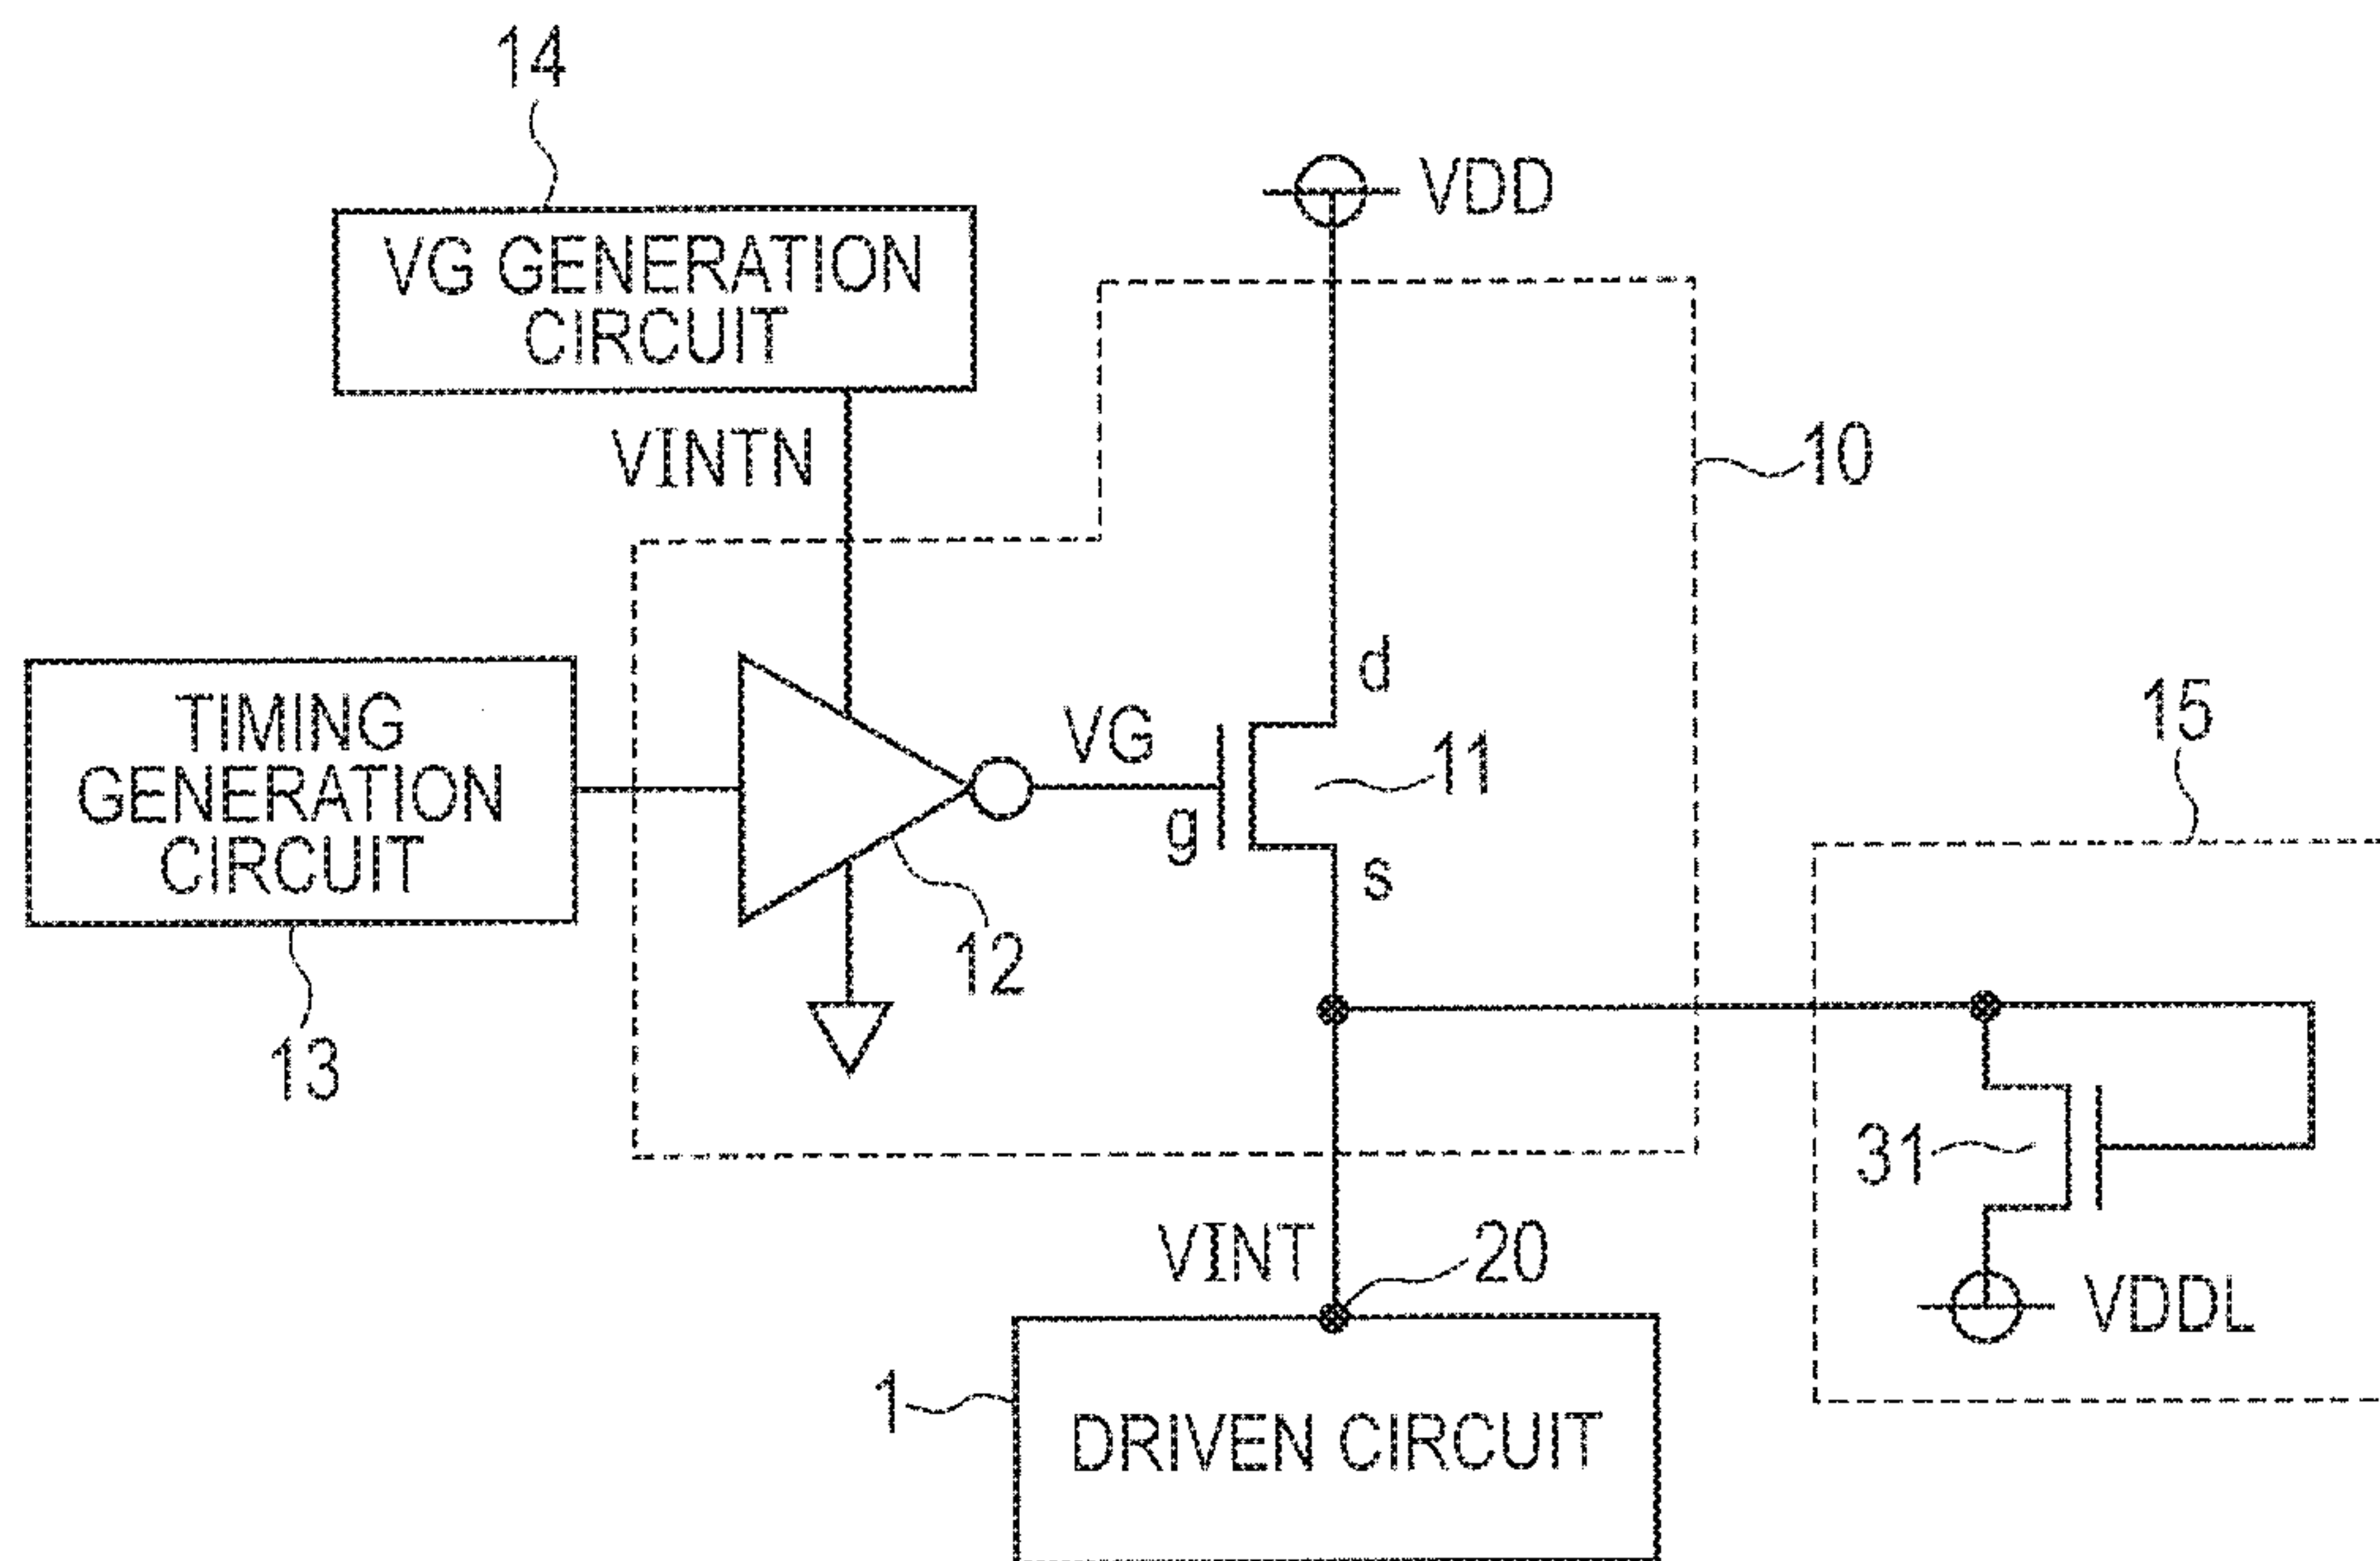 14
VDD
VG GENERATION
CIRCUIT
VINTN
10
d
TIMING
GENERATION
CIRCUIT
VG
11
15
g
s
12
13
31
VINT
20
VDDL
1
DRIVEN CIRCUIT